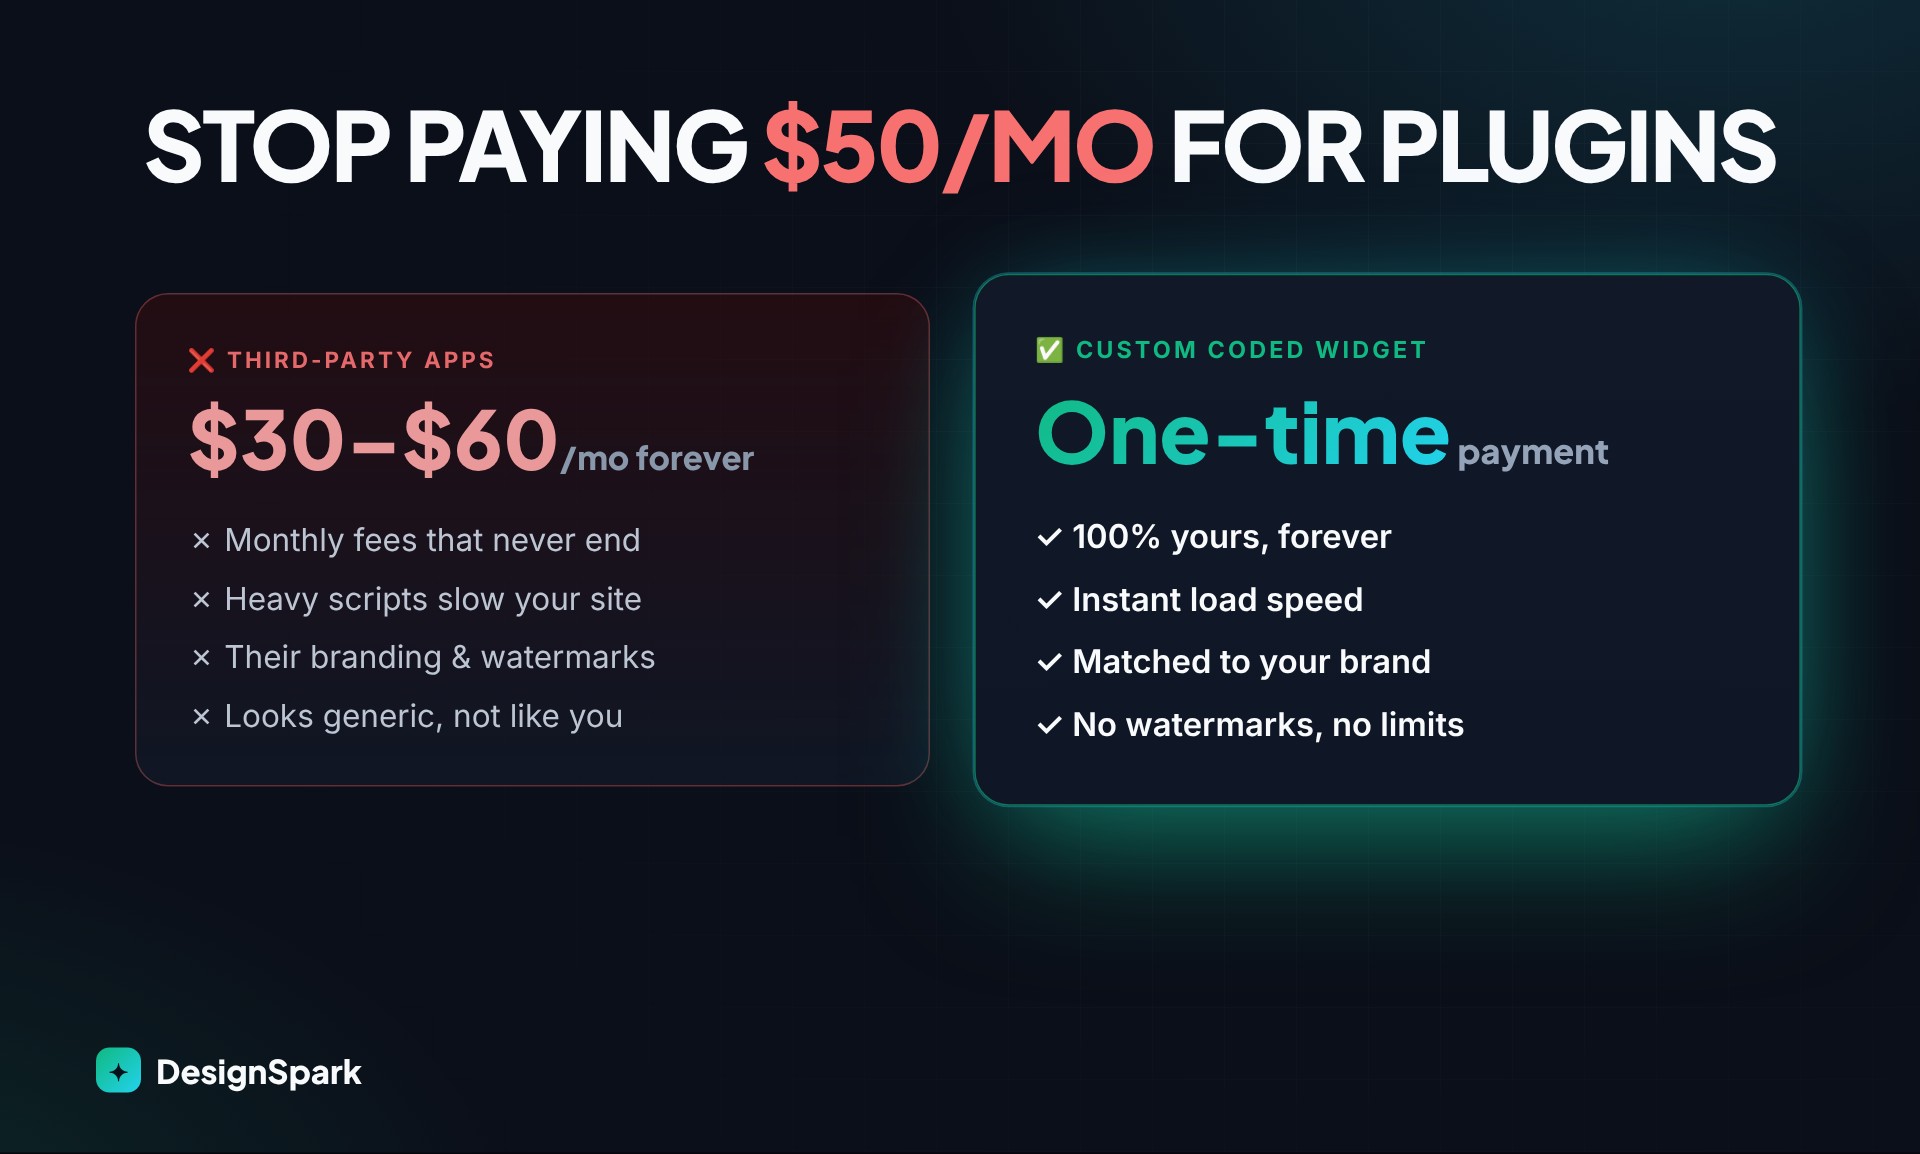 STOP PAYING $50/MO FOR PLUGINS
❌ THIRD-PARTY APPS
$30–$60/mo forever
✕ Monthly fees that never end
✕ Heavy scripts slow your site
✕ Their branding & watermarks
✕ Looks generic, not like you
✅ CUSTOM CODED WIDGET
One-time payment
✓ 100% yours, forever
✓ Instant load speed
✓ Matched to your brand
✓ No watermarks, no limits
DesignSpark